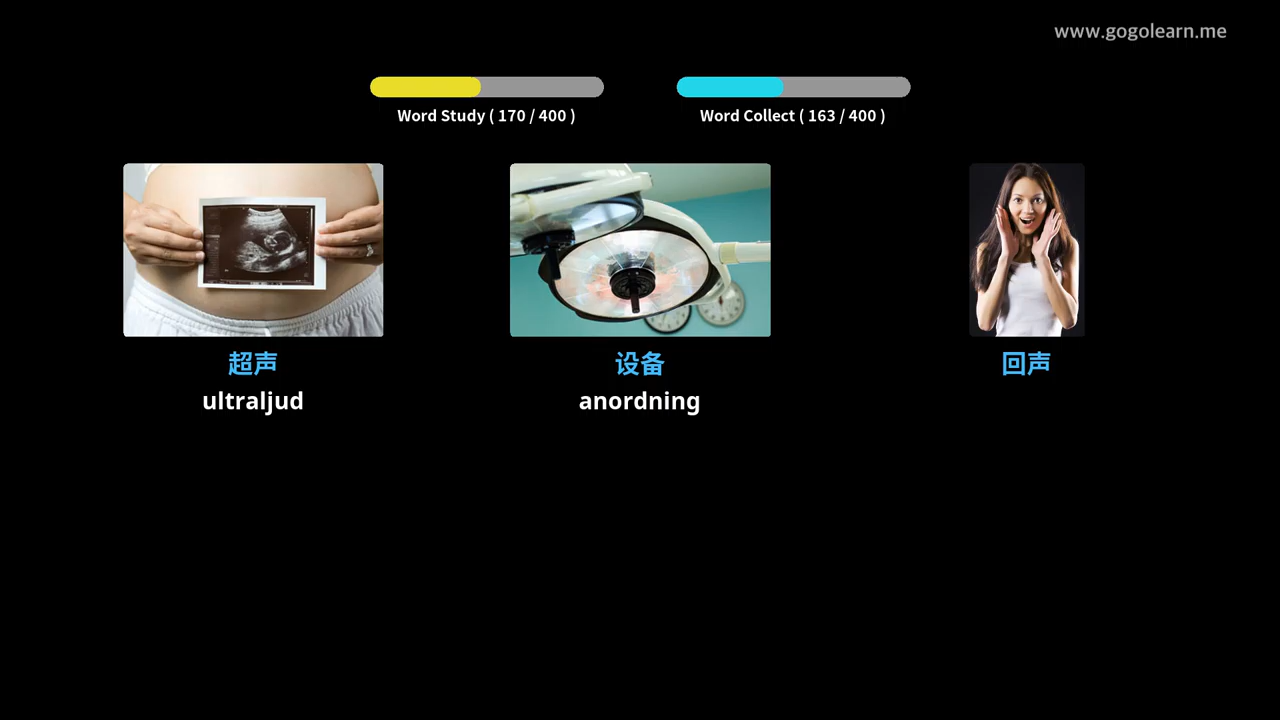 www.gogolearn.me
Word Study ( 170 / 400 )
Word Collect ( 163 / 400 )
超声
设备
回声
ultraljud
anordning